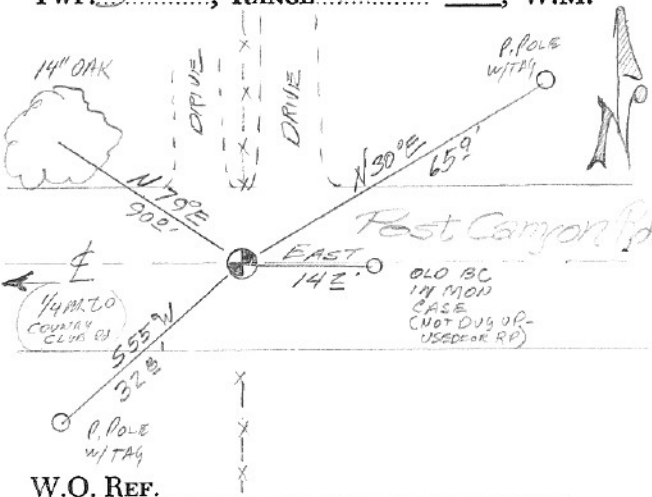 TWP. , RANGE , W.M.
P. POLE
W/TAG
14" OAK
DRIVE
DRIVE
N 30°E
65.9'
N 79°E
90.2'
Post Canyon Rd
EAST
14.2'
OLD BC
IN MON
CASE
(NOT DUG UP-
USED FOR RP)
℄
1/4 MI. TO
COUNTRY
CLUB RD
S 55° W
P. POLE
W/TAG
W.O. REF.